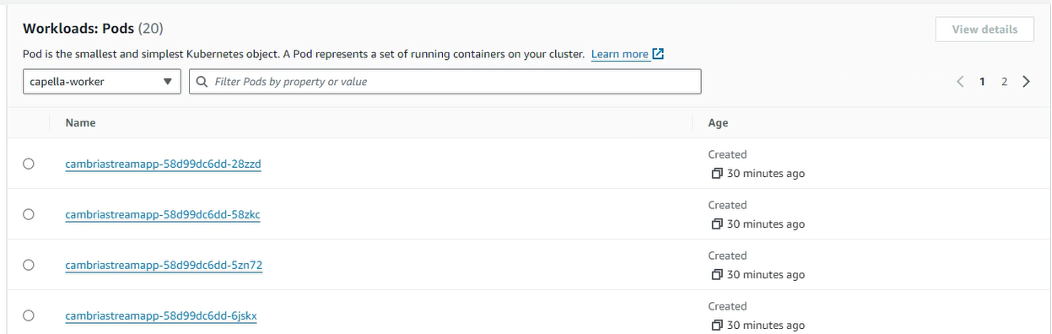 Workloads: Pods (20)
View details
Pod is the smallest and simplest Kubernetes object. A Pod represents a set of running containers on your cluster. Learn more
capella-worker
Filter Pods by property or value
1 2
Name Age
cambriastreamapp-58d99dc6dd-28zzd
Created
30 minutes ago
cambriastreamapp-58d99dc6dd-58zkc
Created
30 minutes ago
cambriastreamapp-58d99dc6dd-5zn72
Created
30 minutes ago
cambriastreamapp-58d99dc6dd-6jskx
Created
30 minutes ago